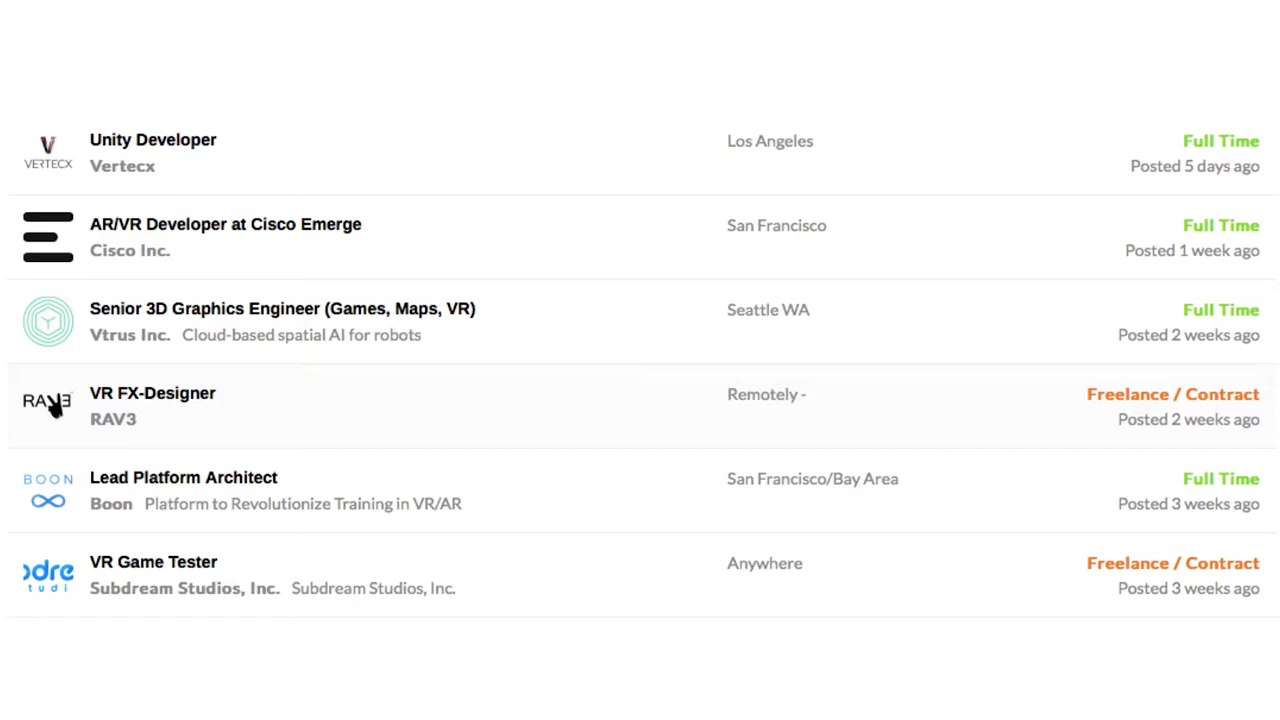 Unity Developer
Los Angeles
Full Time
VERTECX
Vertecx
Posted 5 days ago
AR/VR Developer at Cisco Emerge
San Francisco
Full Time
Cisco Inc.
Posted 1 week ago
Senior 3D Graphics Engineer (Games, Maps, VR)
Seattle WA
Full Time
Vtrus Inc. Cloud-based spatial AI for robots
Posted 2 weeks ago
VR FX-Designer
Remotely -
Freelance / Contract
RAV3
Posted 2 weeks ago
Lead Platform Architect
San Francisco/Bay Area
Full Time
BOON
Boon Platform to Revolutionize Training in VR/AR
Posted 3 weeks ago
VR Game Tester
Anywhere
Freelance / Contract
Subdream Studios, Inc. Subdream Studios, Inc.
Posted 3 weeks ago